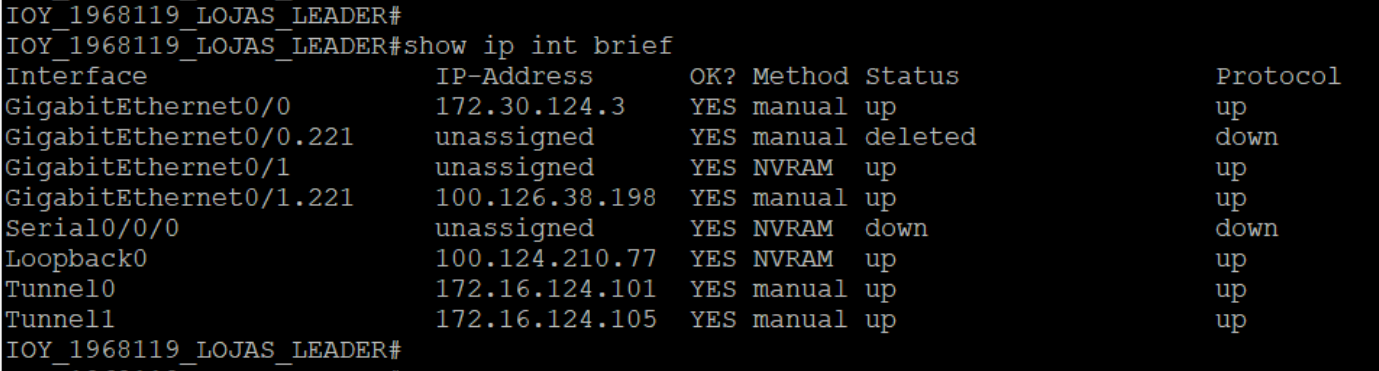 IOY_1968119_LOJAS_LEADER#
IOY_1968119_LOJAS_LEADER#show ip int brief
Interface                  IP-Address      OK? Method Status                Protocol
GigabitEthernet0/0         172.30.124.3    YES manual up                    up
GigabitEthernet0/0.221     unassigned      YES manual deleted               down
GigabitEthernet0/1         unassigned      YES NVRAM  up                    up
GigabitEthernet0/1.221     100.126.38.198  YES manual up                    up
Serial0/0/0                unassigned      YES NVRAM  down                  down
Loopback0                  100.124.210.77  YES NVRAM  up                    up
Tunnel0                    172.16.124.101  YES manual up                    up
Tunnel1                    172.16.124.105  YES manual up                    up
IOY_1968119_LOJAS_LEADER#